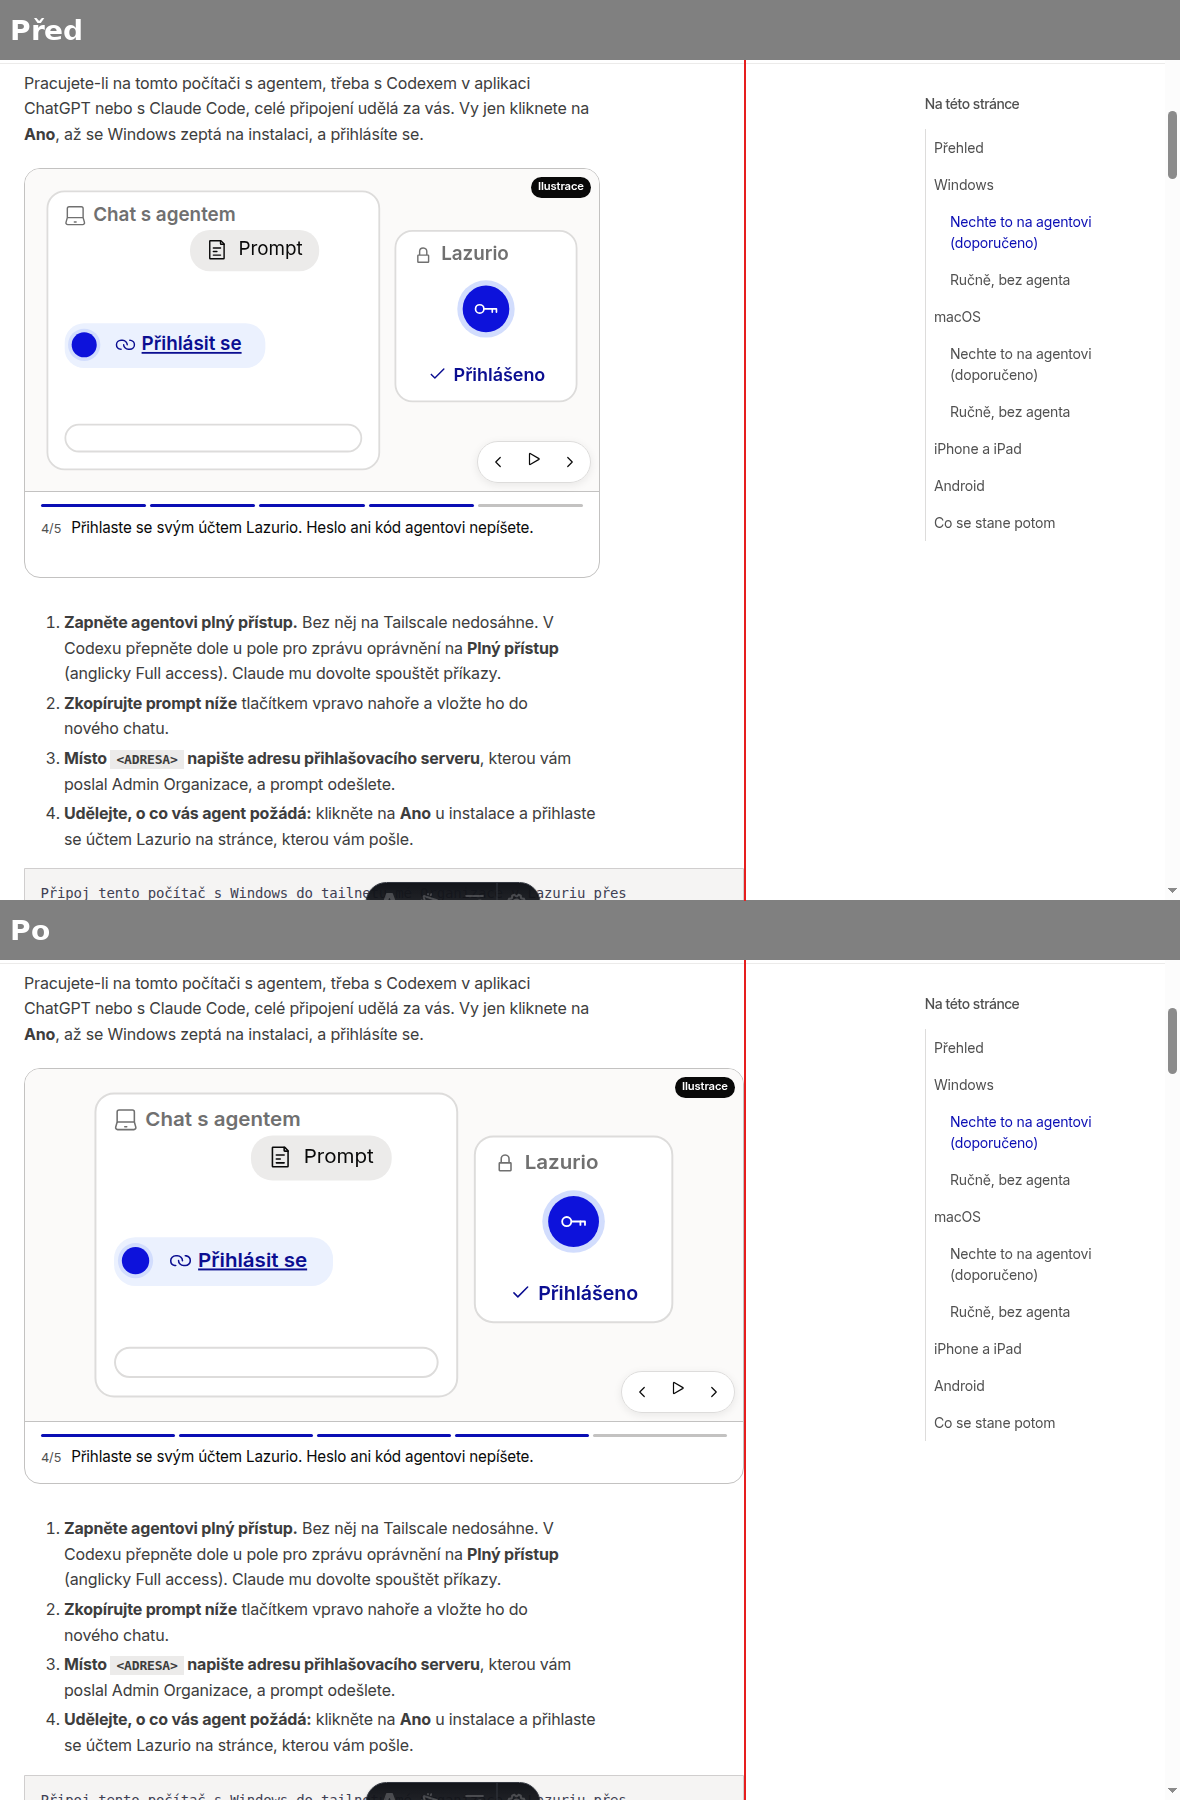 Před
Pracujete-li na tomto počítači s agentem, třeba s Codexem v aplikaci
ChatGPT nebo s Claude Code, celé připojení udělá za vás. Vy jen kliknete na
Ano, až se Windows zeptá na instalaci, a přihlásíte se.
Ilustrace
Chat s agentem
Prompt
Lazurio
Přihlásit se
Přihlášeno
4/5 Přihlaste se svým účtem Lazurio. Heslo ani kód agentovi nepíšete.
1. Zapněte agentovi plný přístup. Bez něj na Tailscale nedosáhne. V
Codexu přepněte dole u pole pro zprávu oprávnění na Plný přístup
(anglicky Full access). Claude mu dovolte spouštět příkazy.
2. Zkopírujte prompt níže tlačítkem vpravo nahoře a vložte ho do
nového chatu.
3. Místo <ADRESA> napište adresu přihlašovacího serveru, kterou vám
poslal Admin Organizace, a prompt odešlete.
4. Udělejte, o co vás agent požádá: klikněte na Ano u instalace a přihlaste
se účtem Lazurio na stránce, kterou vám pošle.
Připoj tento počítač s Windows do
Na této stránce
Přehled
Windows
Nechte to na agentovi
(doporučeno)
Ručně, bez agenta
macOS
Nechte to na agentovi
(doporučeno)
Ručně, bez agenta
iPhone a iPad
Android
Co se stane potom
Po
Pracujete-li na tomto počítači s agentem, třeba s Codexem v aplikaci
ChatGPT nebo s Claude Code, celé připojení udělá za vás. Vy jen kliknete na
Ano, až se Windows zeptá na instalaci, a přihlásíte se.
Ilustrace
Chat s agentem
Prompt
Lazurio
Přihlásit se
Přihlášeno
4/5 Přihlaste se svým účtem Lazurio. Heslo ani kód agentovi nepíšete.
1. Zapněte agentovi plný přístup. Bez něj na Tailscale nedosáhne. V
Codexu přepněte dole u pole pro zprávu oprávnění na Plný přístup
(anglicky Full access). Claude mu dovolte spouštět příkazy.
2. Zkopírujte prompt níže tlačítkem vpravo nahoře a vložte ho do
nového chatu.
3. Místo <ADRESA> napište adresu přihlašovacího serveru, kterou vám
poslal Admin Organizace, a prompt odešlete.
4. Udělejte, o co vás agent požádá: klikněte na Ano u instalace a přihlaste
se účtem Lazurio na stránce, kterou vám pošle.
Připoj tento počítač s Windows do
Na této stránce
Přehled
Windows
Nechte to na agentovi
(doporučeno)
Ručně, bez agenta
macOS
Nechte to na agentovi
(doporučeno)
Ručně, bez agenta
iPhone a iPad
Android
Co se stane potom